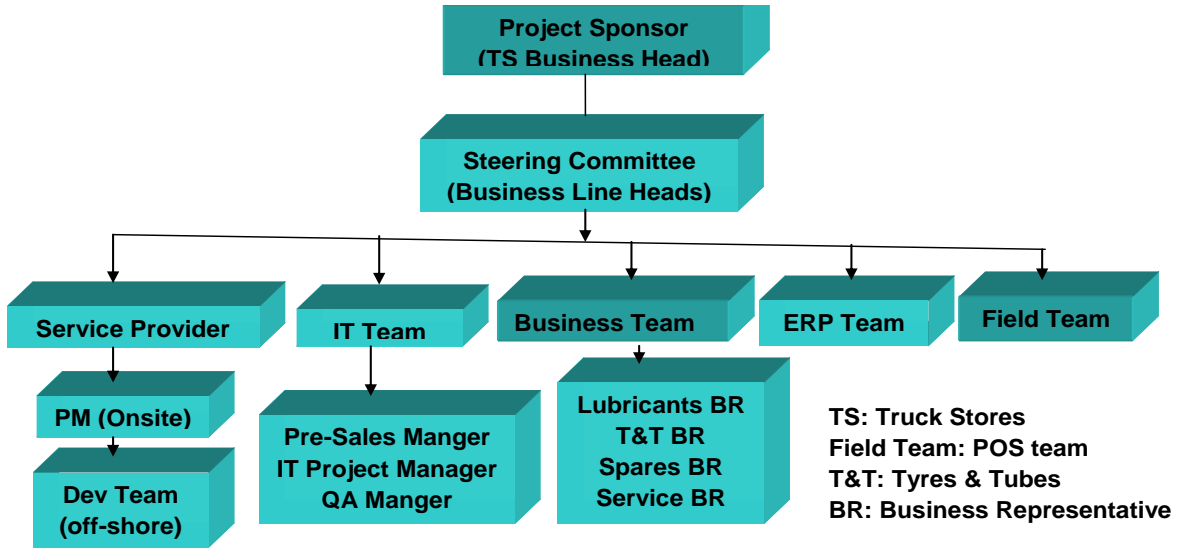 Project Sponsor
(TS Business Head)
Steering Committee
(Business Line Heads)
Service Provider
IT Team
Business Team
ERP Team
Field Team
PM (Onsite)
Dev Team
(off-shore)
Pre-Sales Manger
IT Project Manager
QA Manger
Lubricants BR
T&T BR
Spares BR
Service BR
TS: Truck Stores
Field Team: POS team
T&T: Tyres & Tubes
BR: Business Representative